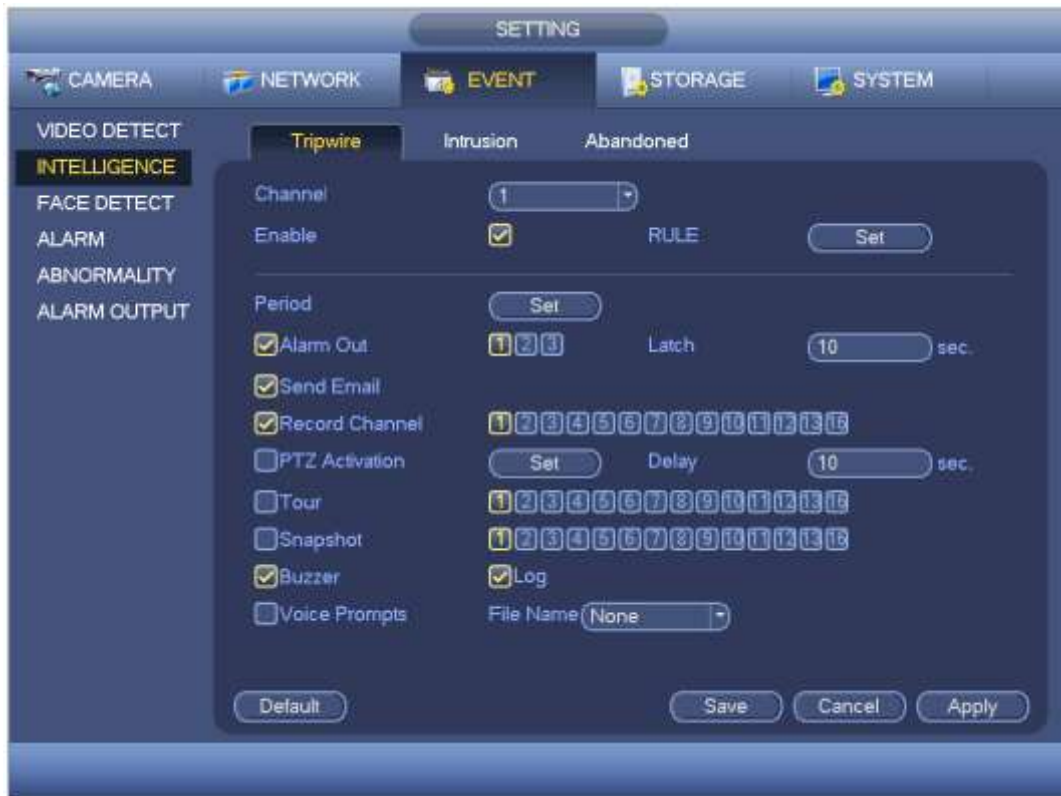 SETTING
CAMERA NETWORK EVENT STORAGE SYSTEM
VIDEO DETECT
INTELLIGENCE
FACE DETECT
ALARM
ABNORMALITY
ALARM OUTPUT
Tripwire Intrusion Abandoned
Channel 1
Enable RULE Set
Period Set
Alarm Out 1 2 3 Latch 10 sec.
Send Email
Record Channel 1 2 3 4 5 6 7 8 9 10 11 12 13 16
PTZ Activation Set Delay 10 sec.
Tour 1 2 3 4 5 6 7 8 9 10 11 12 13 16
Snapshot 1 2 3 4 5 6 7 8 9 10 11 12 13 16
Buzzer Log
Voice Prompts File Name None
Default Save Cancel Apply